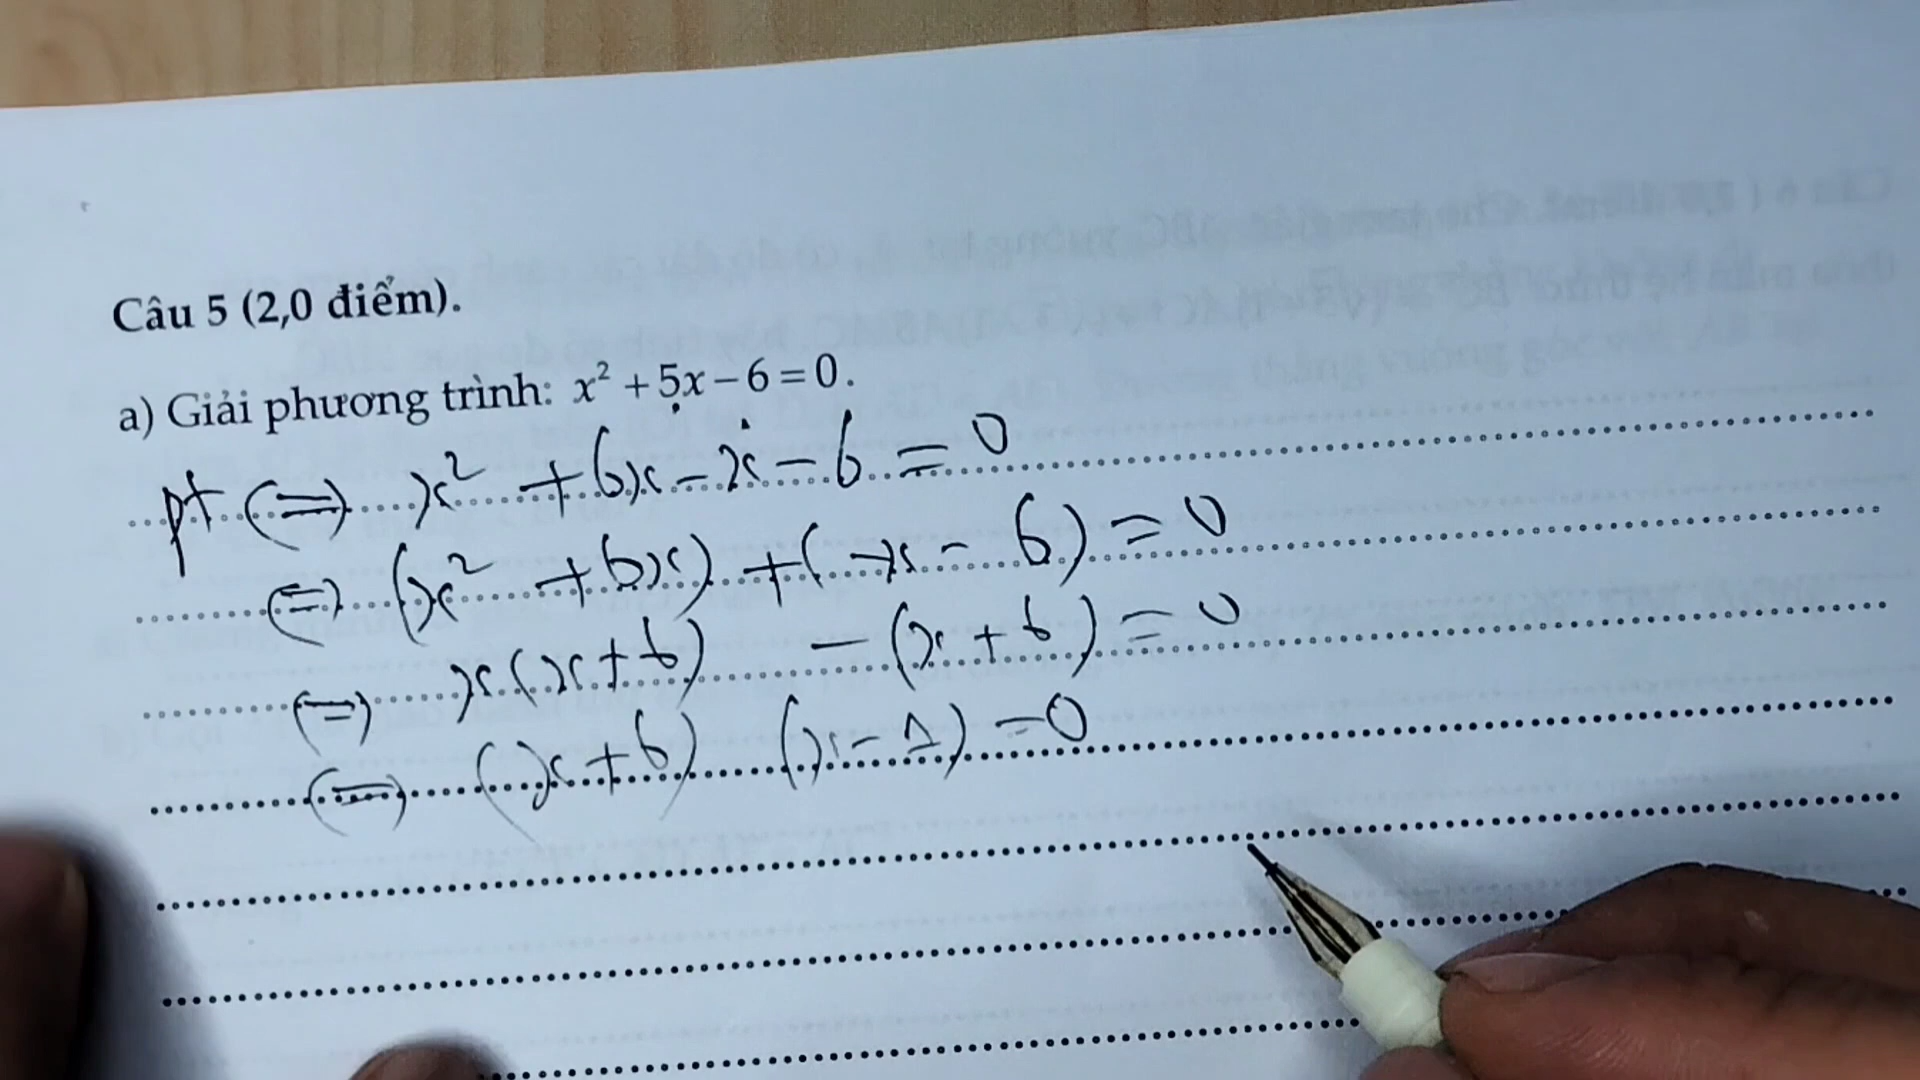 Câu 5 (2,0 điểm).
a) Giải phương trình: x² + 5x − 6 = 0.
pt (=) x² + 6x − x − 6 = 0
(=) (x² + 6x) + (−x − 6) = 0
(=) x(x + 6) − (x + 6) = 0
(=) (x + 6) (x − 1) = 0